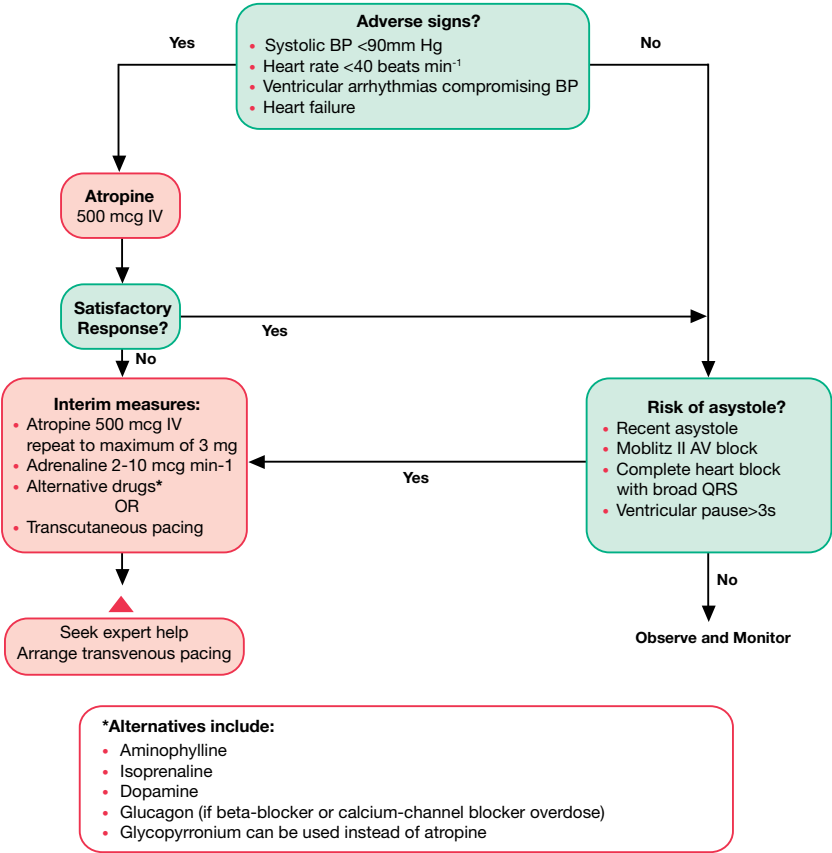 Adverse signs?
• Systolic BP <90mm Hg
• Heart rate <40 beats min-1
• Ventricular arrhythmias compromising BP
• Heart failure
Yes
No
Atropine
500 mcg IV
Satisfactory
Response?
Yes
No
Interim measures:
• Atropine 500 mcg IV
repeat to maximum of 3 mg
• Adrenaline 2-10 mcg min-1
• Alternative drugs*
OR
• Transcutaneous pacing
Yes
Risk of asystole?
• Recent asystole
• Moblitz II AV block
• Complete heart block
with broad QRS
• Ventricular pause>3s
No
Observe and Monitor
Seek expert help
Arrange transvenous pacing
*Alternatives include:
• Aminophylline
• Isoprenaline
• Dopamine
• Glucagon (if beta-blocker or calcium-channel blocker overdose)
• Glycopyrronium can be used instead of atropine